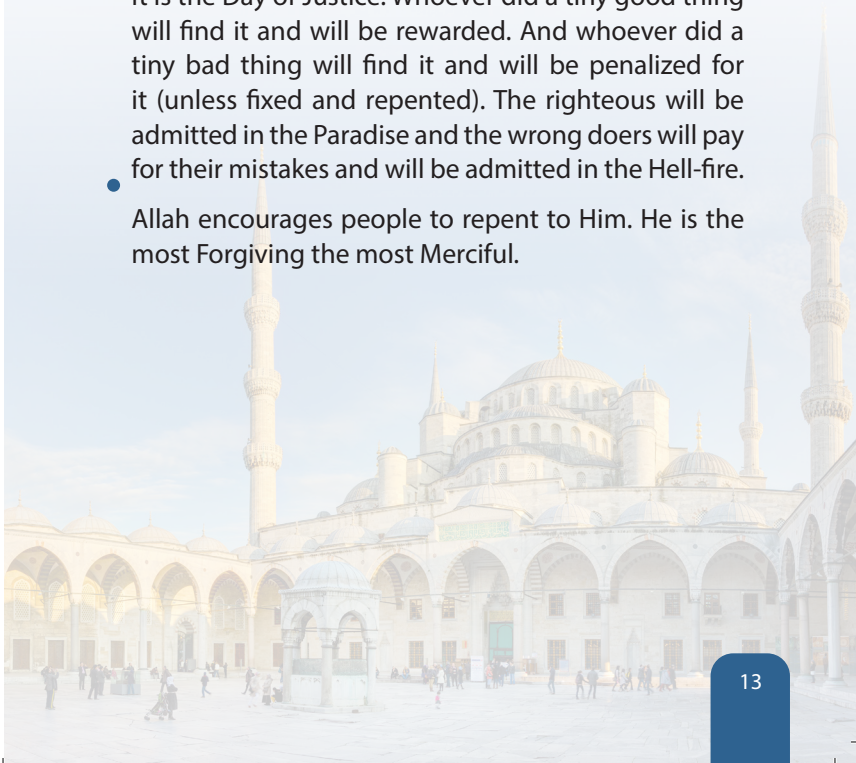 It is the Day of Justice. Whoever did a tiny good thing
will find it and will be rewarded. And whoever did a
tiny bad thing will find it and will be penalized for
it (unless fixed and repented). The righteous will be
admitted in the Paradise and the wrong doers will pay
for their mistakes and will be admitted in the Hell-fire.
Allah encourages people to repent to Him. He is the
most Forgiving the most Merciful.
13